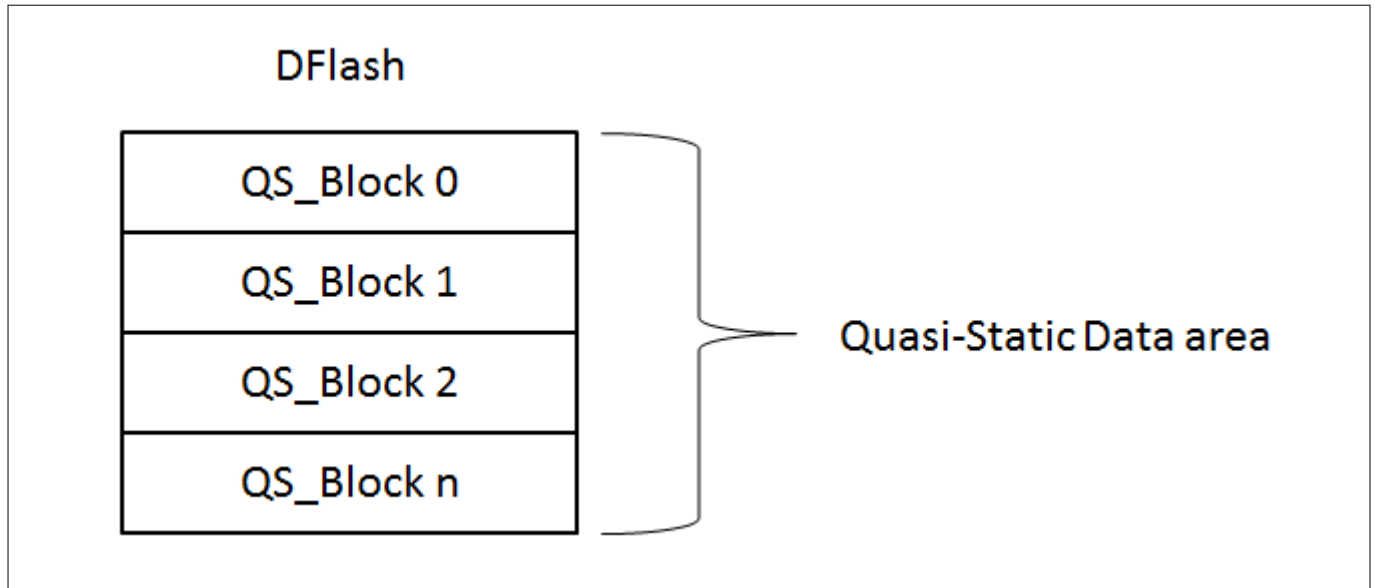 DFlash
QS_Block 0
QS_Block 1
QS_Block 2
QS_Block n
Quasi-Static Data area